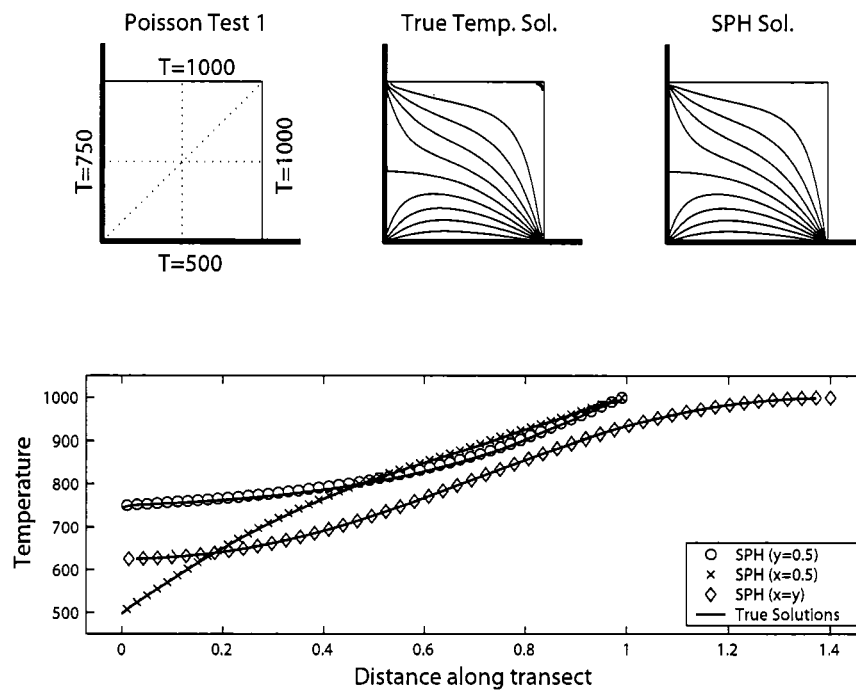 Poisson Test 1
True Temp. Sol.
SPH Sol.
T=1000
T=750
T=1000
T=500
1000
900
800
700
600
500
Temperature
0
0.2
0.4
0.6
0.8
1
1.2
1.4
Distance along transect
SPH (y=0.5)
SPH (x=0.5)
SPH (x=y)
True Solutions